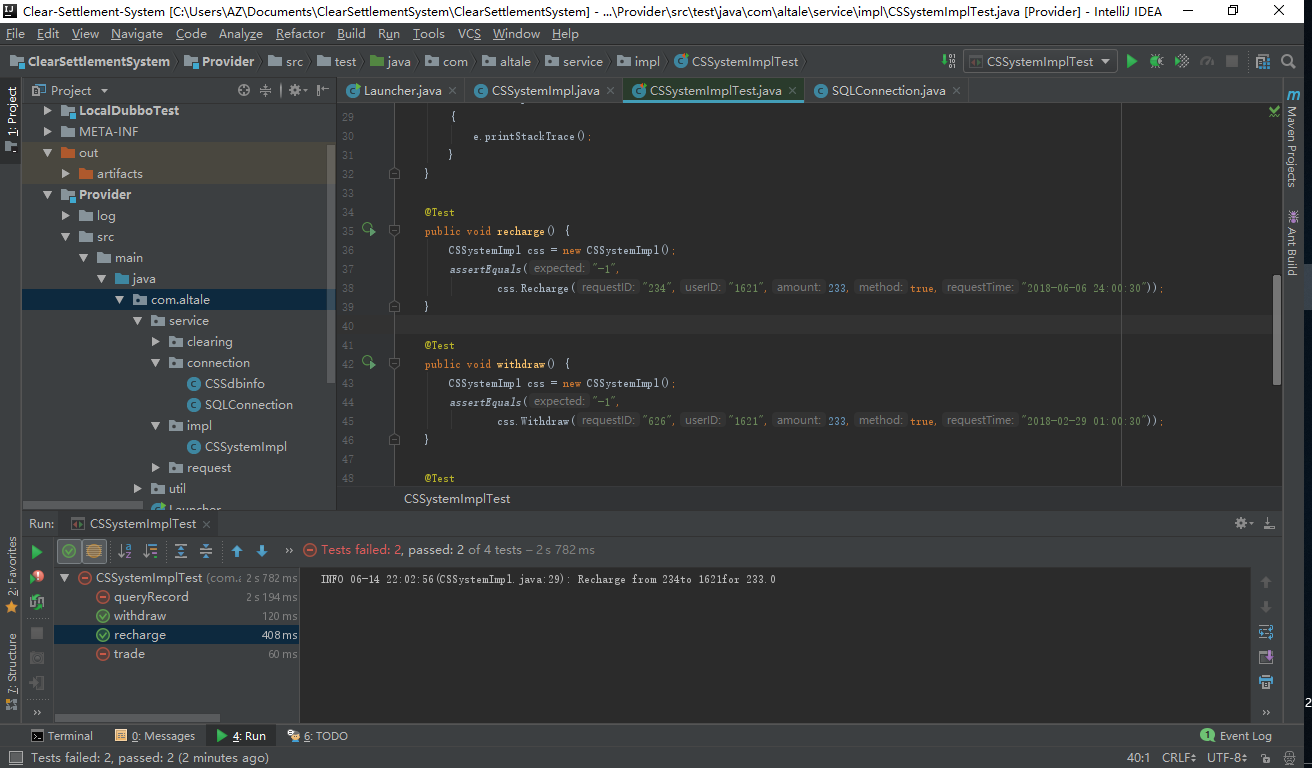 Clear-Settlement-System [C:\Users\AZ\Documents\ClearSettlementSystem\ClearSettlementSystem] - ...\Provider\src\test\java\com\altale\service\impl\CSSystemImplTest.java [Provider] - IntelliJ IDEA
File Edit View Navigate Code Analyze Refactor Build Run Tools VCS Window Help
ClearSettlementSystem Provider src test java com altale service impl CSSystemImplTest CSSystemImplTest
Project Launcher.java CSSystemImpl.java CSSystemImplTest.java SQLConnection.java
1: Project
LocalDubboTest
META-INF
out
artifacts
Provider
log
src
main
java
com.altale
service
clearing
connection
CSSdbinfo
SQLConnection
impl
CSSystemImpl
request
util
Launcher
29 {
30 e.printStackTrace();
31 }
32 }
33
34 @Test
35 public void recharge() {
36 CSSystemImpl css = new CSSystemImpl();
37 assertEquals( expected: "-1",
38 css.Recharge( requestID: "234", userID: "1621", amount: 233, method: true, requestTime: "2018-06-06 24:00:30"));
39 }
40
41 @Test
42 public void withdraw() {
43 CSSystemImpl css = new CSSystemImpl();
44 assertEquals( expected: "-1",
45 css.Withdraw( requestID: "626", userID: "1621", amount: 233, method: true, requestTime: "2018-02-29 01:00:30"));
46 }
47
48 @Test
CSSystemImplTest
Maven Projects
Ant Build
Run: CSSystemImplTest
Tests failed: 2, passed: 2 of 4 tests – 2 s 782 ms
CSSystemImplTest (com.a 2 s 782 ms
queryRecord 2 s 194 ms
withdraw 120 ms
recharge 408 ms
trade 60 ms
INFO 06-14 22:02:56(CSSystemImpl.java:29): Recharge from 234to 1621for 233.0
2: Favorites
7: Structure
Terminal 0: Messages 4: Run 6: TODO 1 Event Log
Tests failed: 2, passed: 2 (2 minutes ago) 40:1 CRLF UTF-8